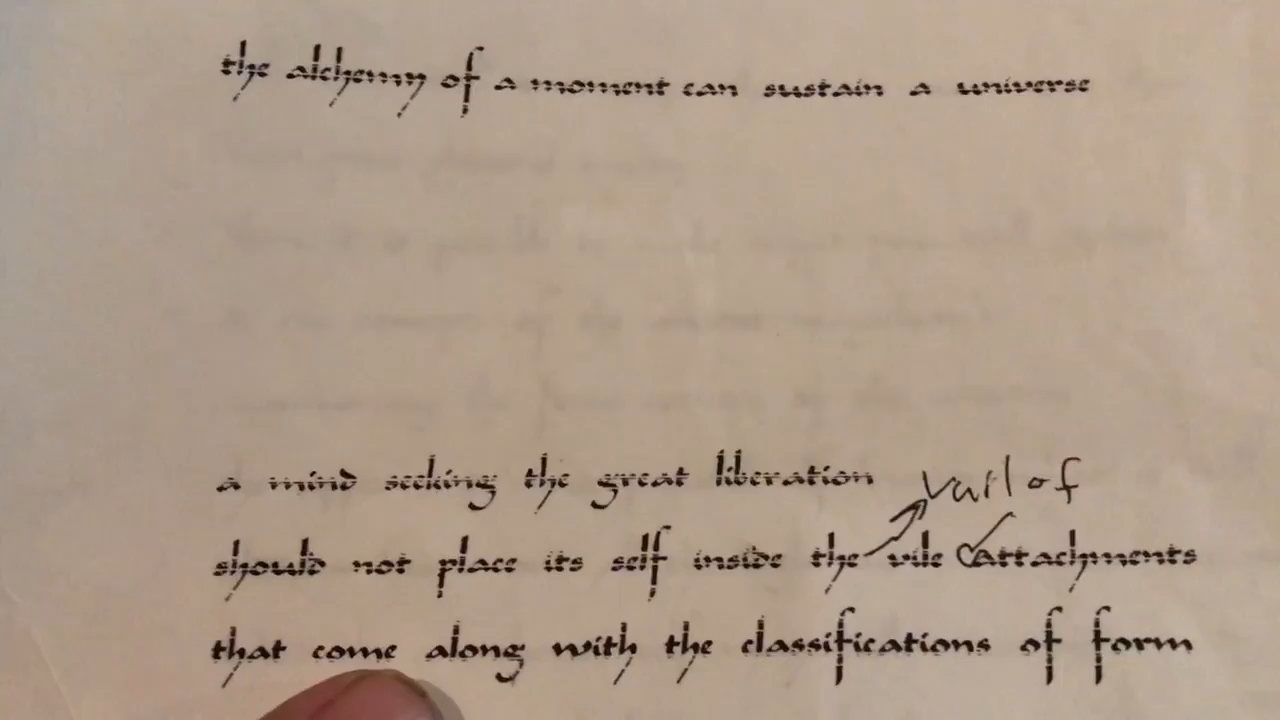 the alchemy of a moment can sustain a universe
a mind seeking the great liberation
vail of
should not place its self inside the vile attachments
that come along with the classifications of form